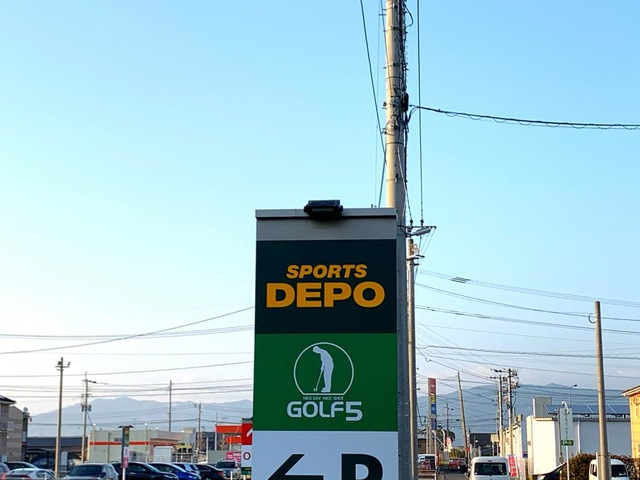 SPORTS
DEPO
NICE DAY NICE SHOT
GOLF5
P